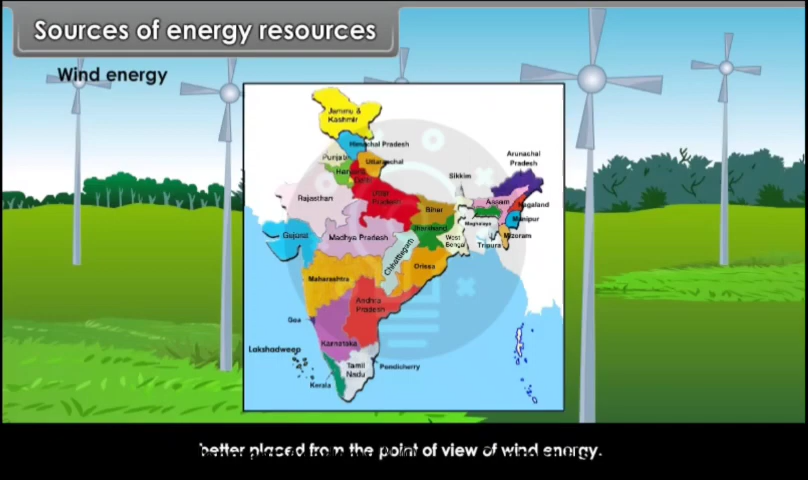 Sources of energy resources
Wind energy
Jammu &
Kashmir
Himachal Pradesh
Punjab
Uttaranchal
Haryana
Delhi
Arunachal
Pradesh
Sikkim
Rajasthan
Uttar
Pradesh
Assam
Nagaland
Bihar
Manipur
Meghalaya
Gujarat
Madhya Pradesh
Jharkhand
West
Bengal
Tripura
Mizoram
Chhattisgarh
Orissa
Maharashtra
Andhra
Pradesh
Goa
Karnataka
Lakshadweep
Tamil
Nadu
Pondicherry
Kerala
better placed from the point of view of wind energy.